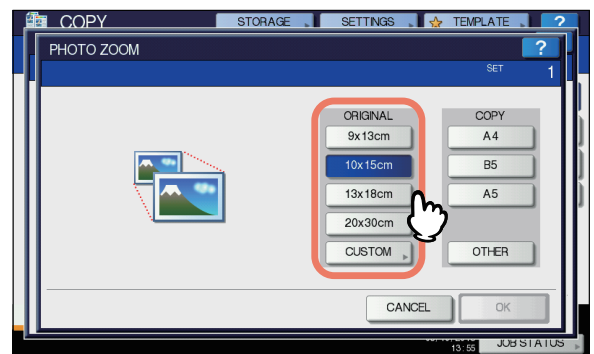 COPY STORAGE SETTINGS TEMPLATE ?
PHOTO ZOOM ?
SET 1
ORIGINAL COPY
9x13cm A4
10x15cm B5
13x18cm A5
20x30cm
CUSTOM OTHER
CANCEL OK
13:55 JOB STATUS